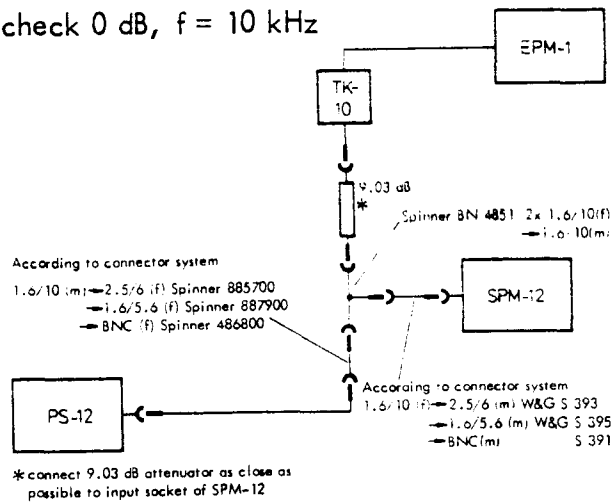 check 0 dB, f = 10 kHz
EPM-1
TK-
10
9.03 dB
*
Spinner BN 4851 2x 1.6/10(f)
→ 1.6/10(m)
According to connector system
1.6/10 (m) → 2.5/6 (f) Spinner 885700
→ 1.6/5.6 (f) Spinner 887900
→ BNC (f) Spinner 486800
SPM-12
According to connector system
1.6/10 (f) → 2.5/6 (m) W&G S 393
→ 1.6/5.6 (m) W&G S 395
→ BNC(m) S 391
PS-12
* connect 9.03 dB attenuator as close as
possible to input socket of SPM-12